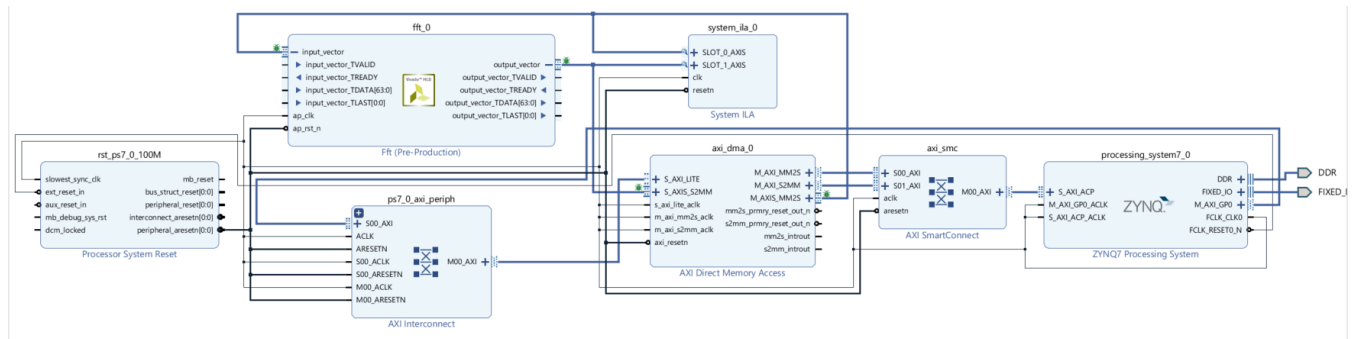 fft_0
input_vector
input_vector_TVALID
input_vector_TREADY
input_vector_TDATA[63:0]
input_vector_TLAST[0:0]
ap_clk
ap_rst_n
output_vector
output_vector_TVALID
output_vector_TREADY
output_vector_TDATA[63:0]
output_vector_TLAST[0:0]
Vivado™ HLS
Fft (Pre-Production)
system_ila_0
SLOT_0_AXIS
SLOT_1_AXIS
clk
resetn
System ILA
rst_ps7_0_100M
slowest_sync_clk
ext_reset_in
aux_reset_in
mb_debug_sys_rst
dcm_locked
mb_reset
bus_struct_reset[0:0]
peripheral_reset[0:0]
interconnect_aresetn[0:0]
peripheral_aresetn[0:0]
Processor System Reset
ps7_0_axi_periph
S00_AXI
ACLK
ARESETN
S00_ACLK
S00_ARESETN
M00_ACLK
M00_ARESETN
M00_AXI
AXI Interconnect
axi_dma_0
S_AXI_LITE
S_AXIS_S2MM
s_axi_lite_aclk
m_axi_mm2s_aclk
m_axi_s2mm_aclk
axi_resetn
M_AXI_MM2S
M_AXI_S2MM
M_AXIS_MM2S
mm2s_prmry_reset_out_n
s2mm_prmry_reset_out_n
mm2s_introut
s2mm_introut
AXI Direct Memory Access
axi_smc
S00_AXI
S01_AXI
aclk
aresetn
M00_AXI
AXI SmartConnect
processing_system7_0
S_AXI_ACP
M_AXI_GP0_ACLK
S_AXI_ACP_ACLK
ZYNQ
DDR
FIXED_IO
M_AXI_GP0
FCLK_CLK0
FCLK_RESET0_N
ZYNQ7 Processing System
DDR
FIXED_I